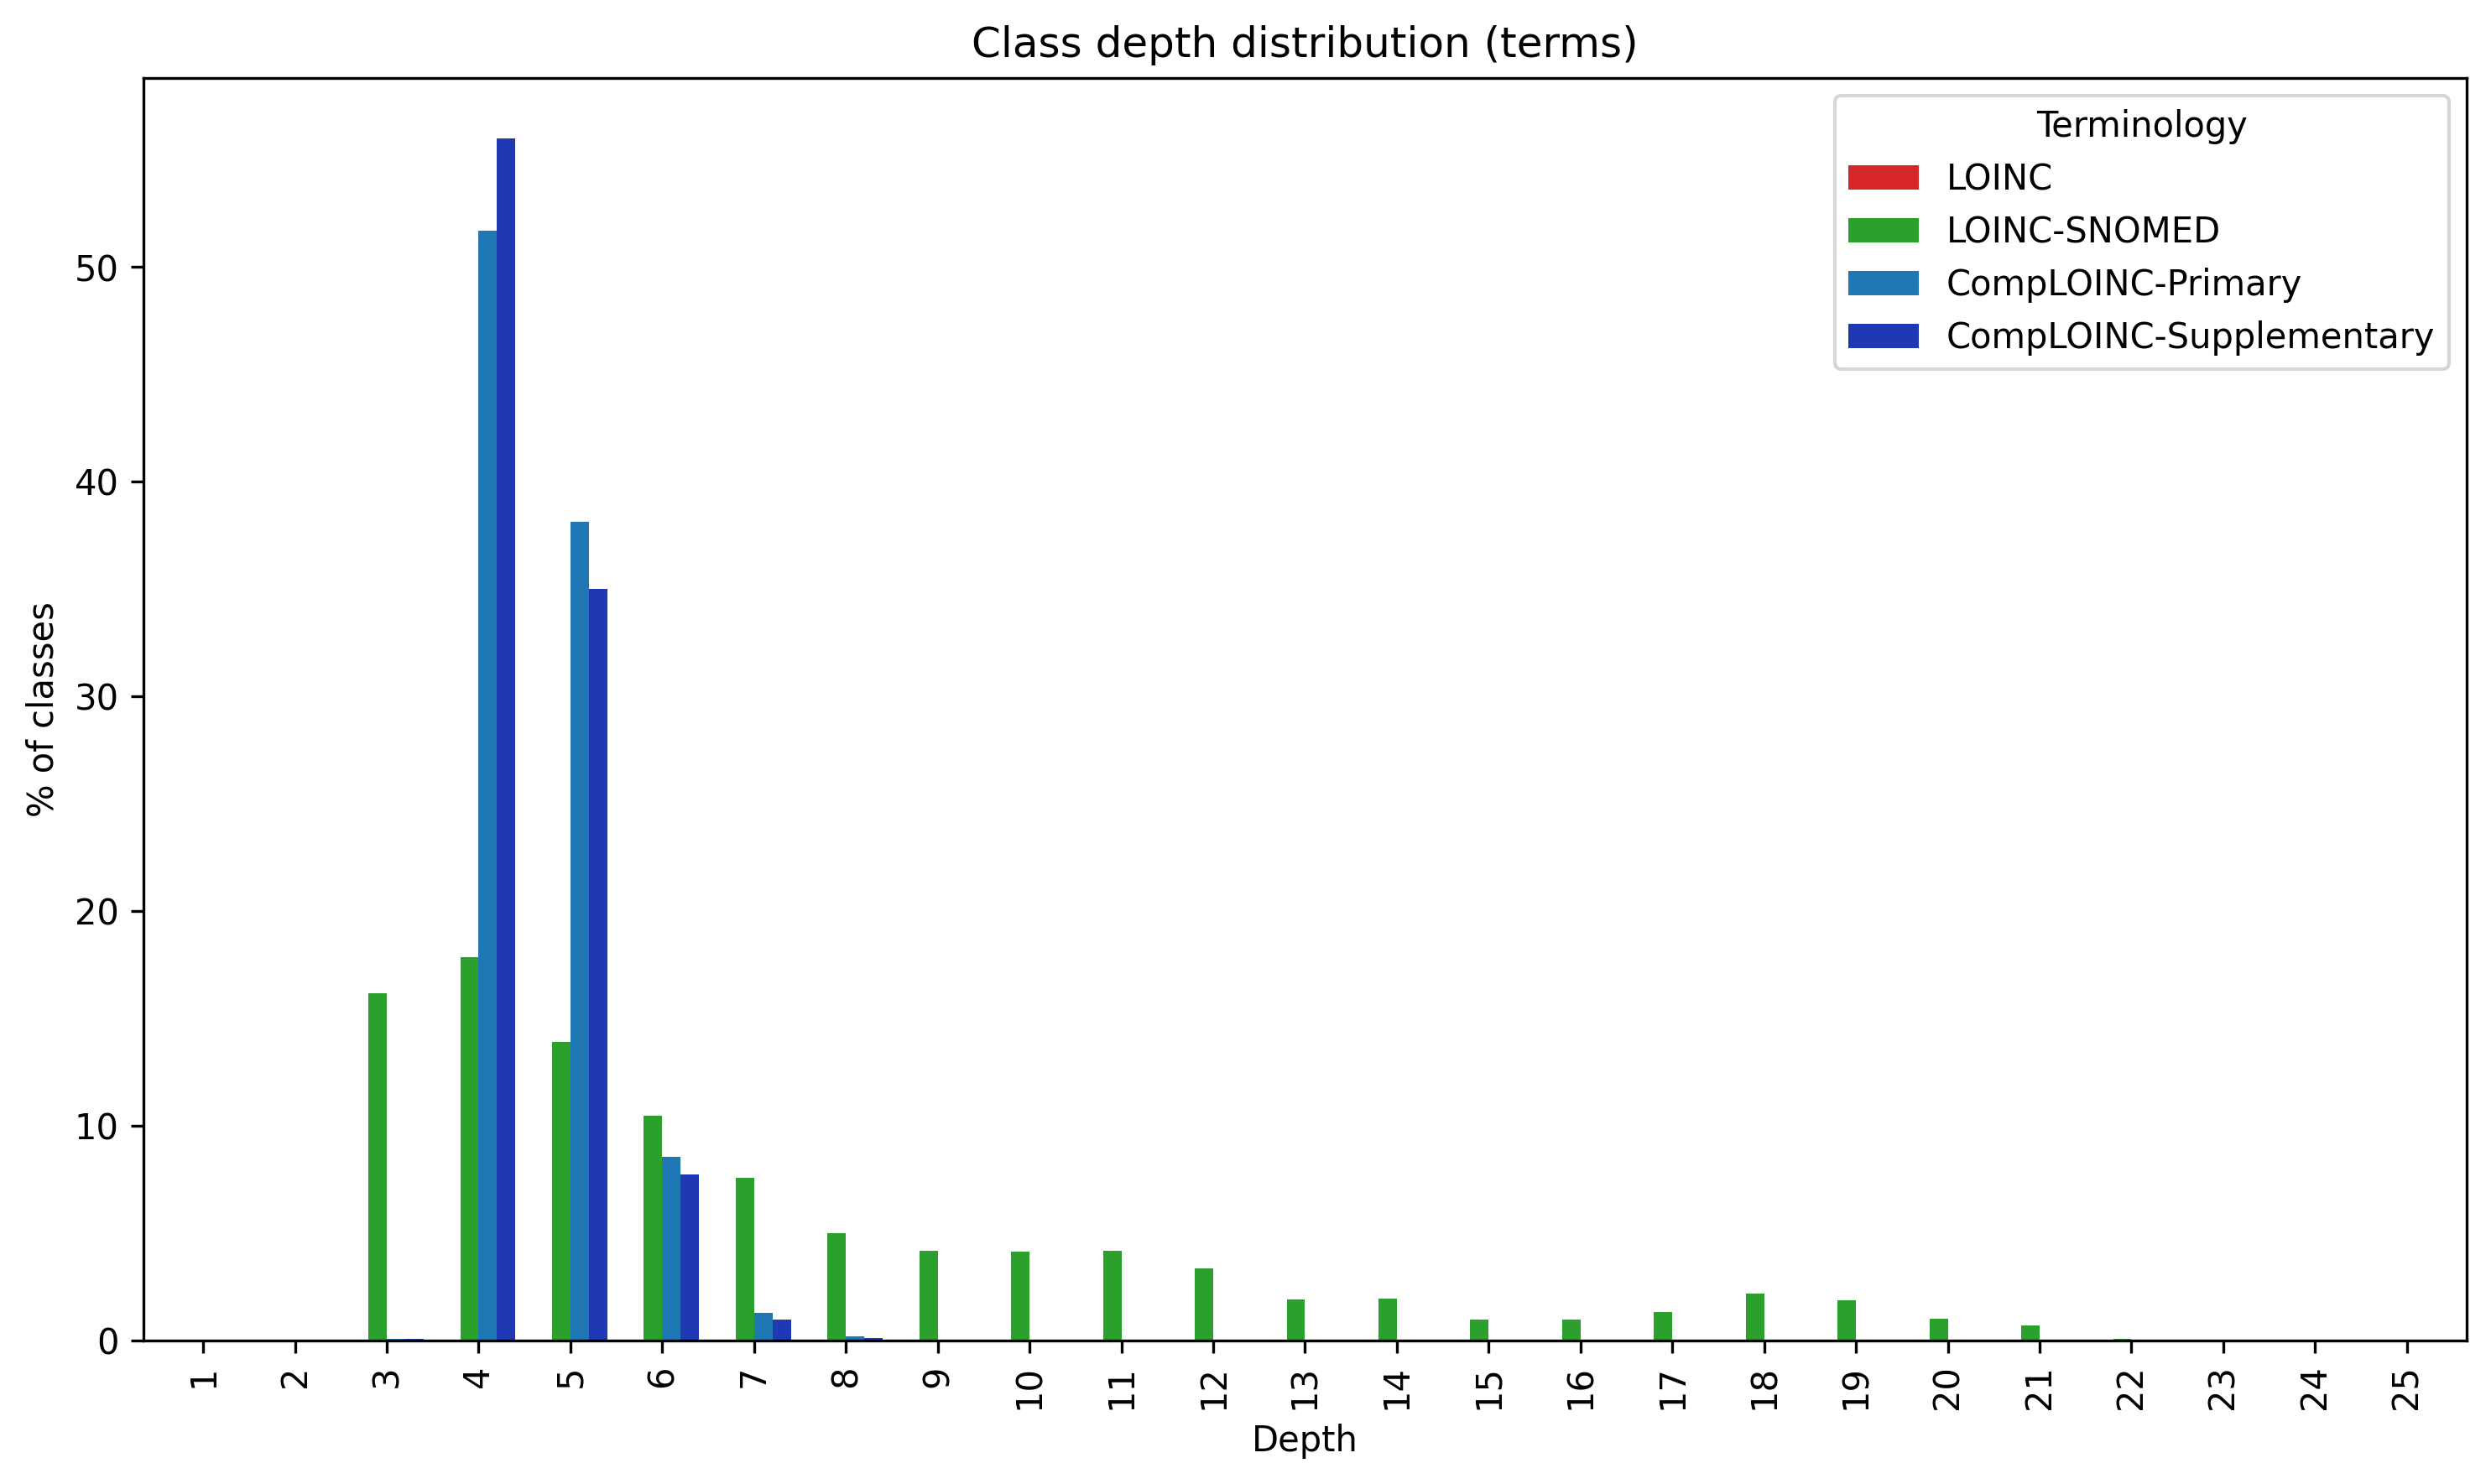 Class depth distribution (terms)
Terminology
LOINC
LOINC-SNOMED
CompLOINC-Primary
CompLOINC-Supplementary
% of classes
50
40
30
20
10
0
1 2 3 4 5 6 7 8 9 10 11 12 13 14 15 16 17 18 19 20 21 22 23 24 25
Depth